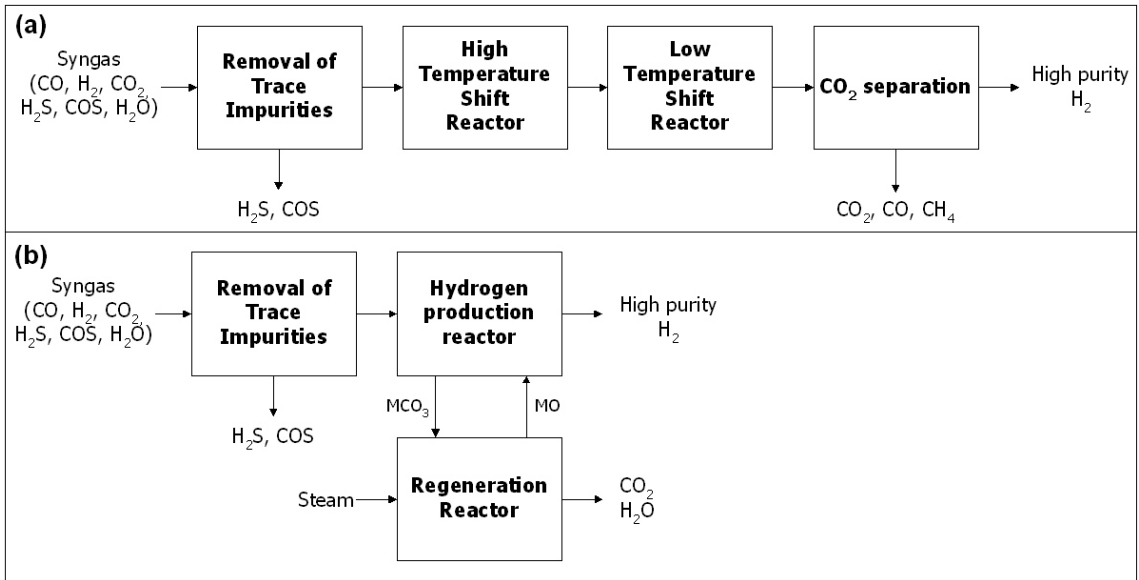 (a)
Syngas
(CO, H₂, CO₂,
H₂S, COS, H₂O)
Removal of
Trace
Impurities
H₂S, COS
High
Temperature
Shift
Reactor
Low
Temperature
Shift
Reactor
CO₂ separation
CO₂, CO, CH₄
High purity
H₂
(b)
Syngas
(CO, H₂, CO₂,
H₂S, COS, H₂O)
Removal of
Trace
Impurities
H₂S, COS
Hydrogen
production
reactor
High purity
H₂
MCO₃
MO
Steam
Regeneration
Reactor
CO₂
H₂O